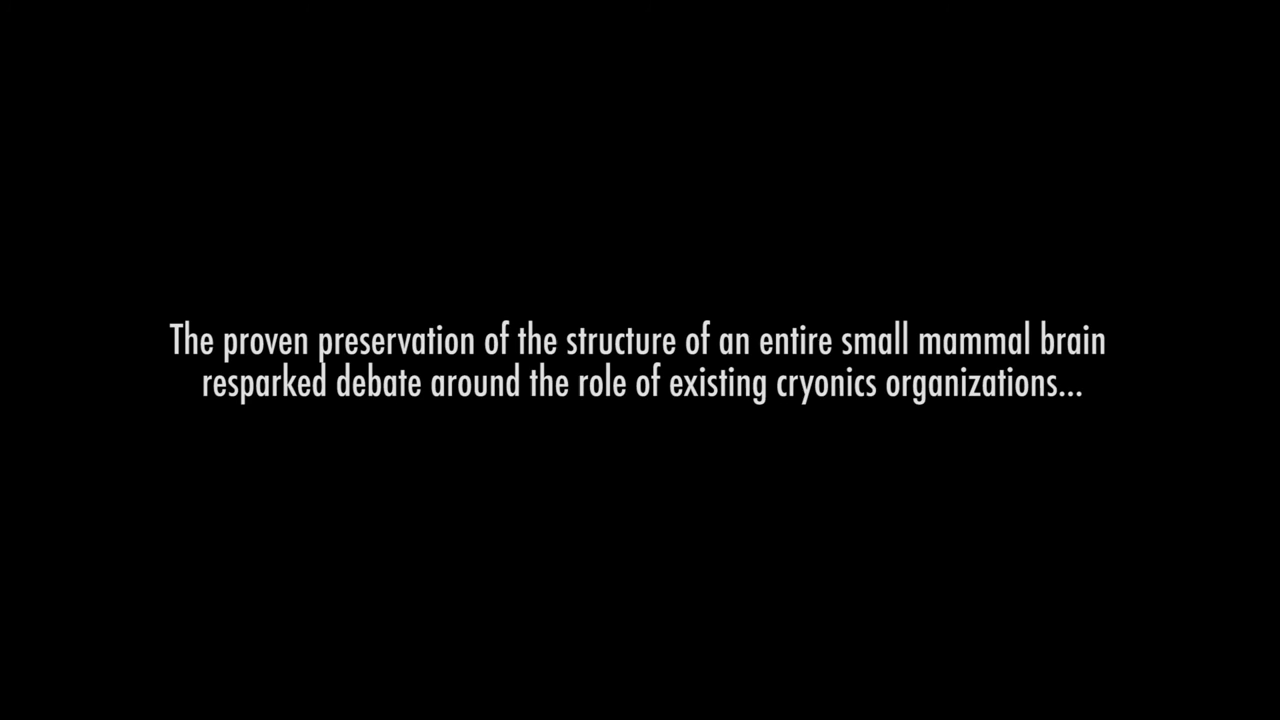 The proven preservation of the structure of an entire small mammal brain
resparked debate around the role of existing cryonics organizations...